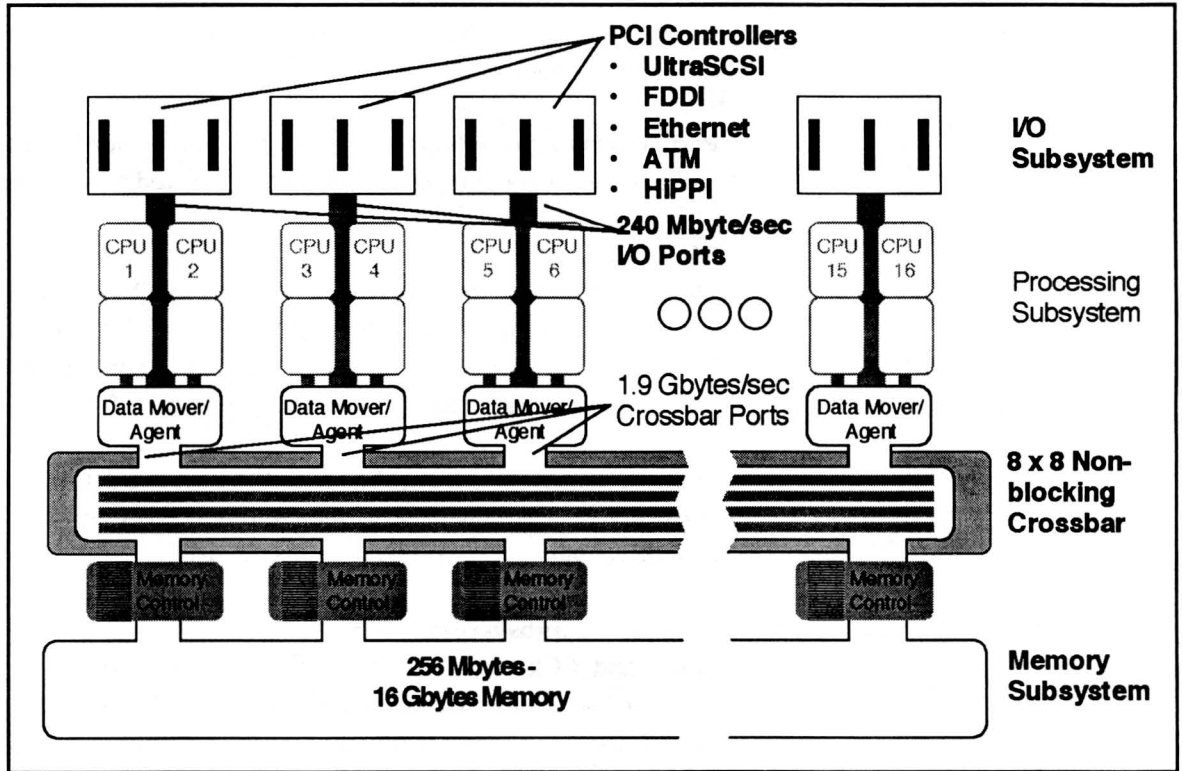 PCI Controllers
• UltraSCSI
• FDDI
• Ethernet
• ATM
• HiPPI
I/O
Subsystem
240 Mbyte/sec
I/O Ports
CPU
1
CPU
2
CPU
3
CPU
4
CPU
5
CPU
6
CPU
15
CPU
16
Processing
Subsystem
1.9 Gbytes/sec
Crossbar Ports
Data Mover/
Agent
Data Mover/
Agent
Data Mover/
Agent
Data Mover/
Agent
8 x 8 Non-
blocking
Crossbar
Memory
Control
Memory
Control
Memory
Control
Memory
Control
256 Mbytes -
16 Gbytes Memory
Memory
Subsystem